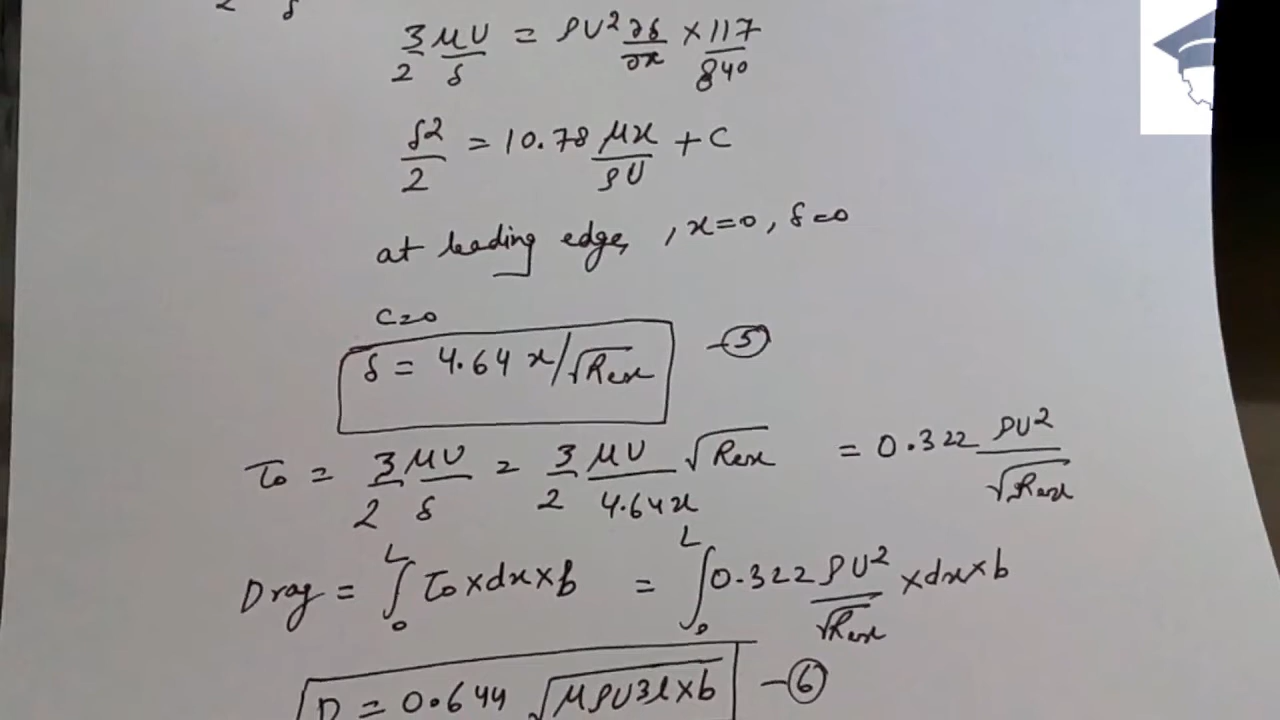 2 δ
3/2 μU/δ = ρU² ∂δ/∂x × 117/840
δ²/2 = 10.78 μx/ρU + C
at leading edge, , x=0, δ=0
C=0
δ = 4.64 x/√Rex —⑤
τo = 3/2 μU/δ = 3/2 μU/4.64x √Rex = 0.322 ρU²/√Rex
Drag = ∫₀ᴸ τo × dx × b = ∫₀ᴸ 0.322 ρU²/√Rex × dx × b
D = 0.644 √μρU3l×b —⑥